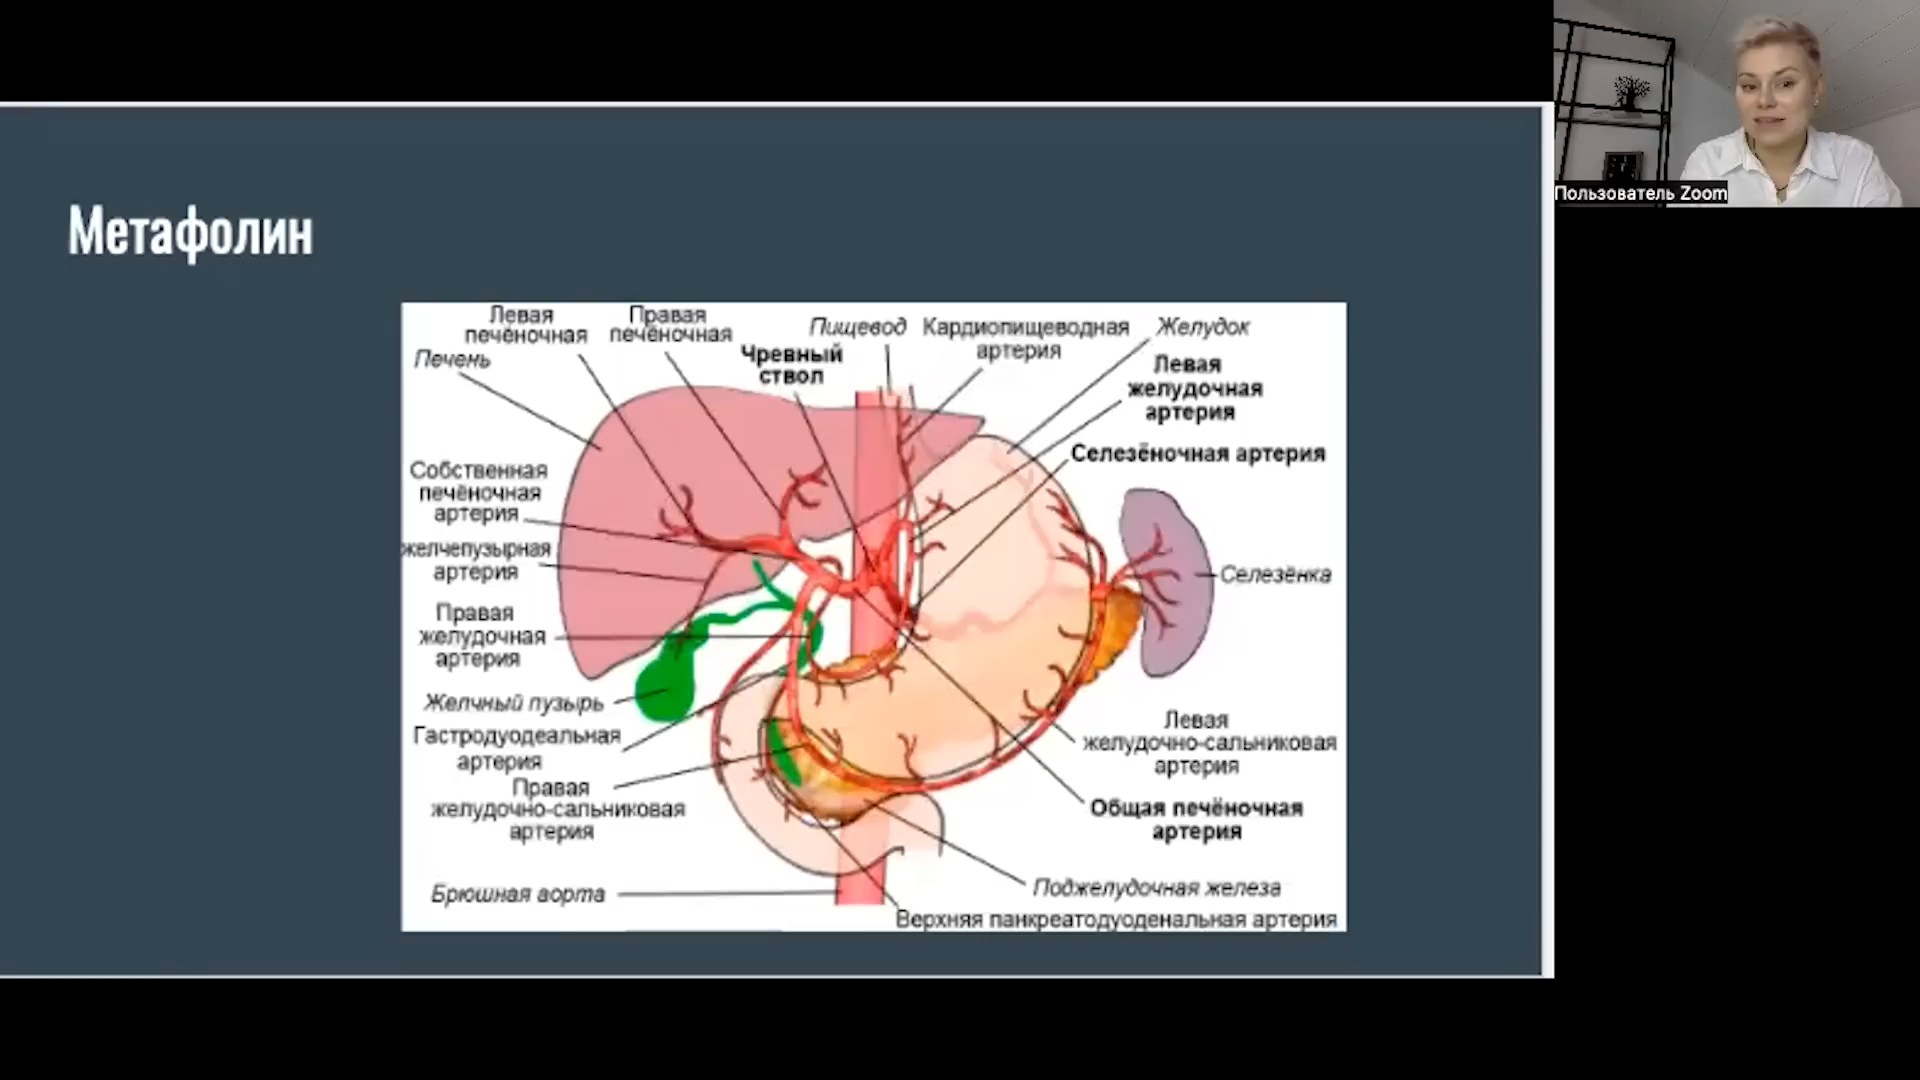 Метафолин
Левая
печёночная
Правая
печёночная
Пищевод
Кардиопищеводная
артерия
Желудок
Печень
Чревный
ствол
Левая
желудочная
артерия
Селезёночная артерия
Собственная
печёночная
артерия
желчепузырная
артерия
Селезёнка
Правая
желудочная
артерия
Желчный пузырь
Гастродуодеальная
артерия
Левая
желудочно-сальниковая
артерия
Правая
желудочно-сальниковая
артерия
Общая печёночная
артерия
Брюшная аорта
Поджелудочная железа
Верхняя панкреатодуоденальная артерия
Пользователь Zoom